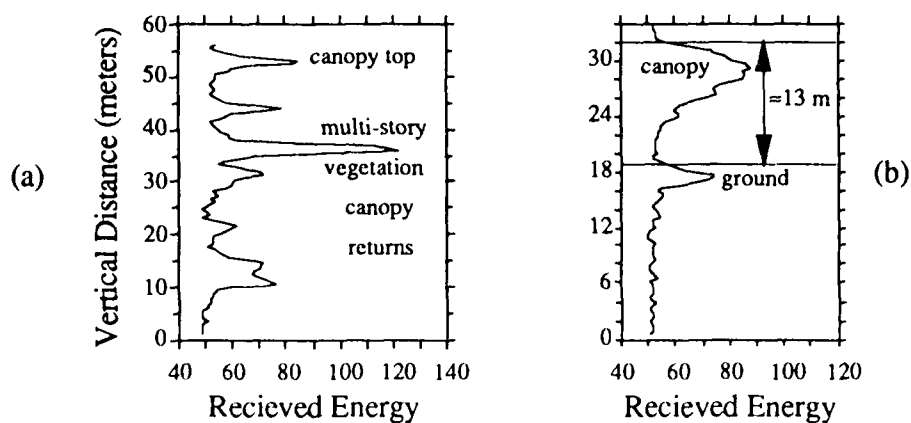 (a)
Vertical Distance (meters)
60
50
40
30
20
10
0
canopy top
multi-story
vegetation
canopy
returns
40 60 80 100 120 140
Recieved Energy
(b)
30
24
18
12
6
0
canopy
≈13 m
ground
40 60 80 100 120
Recieved Energy